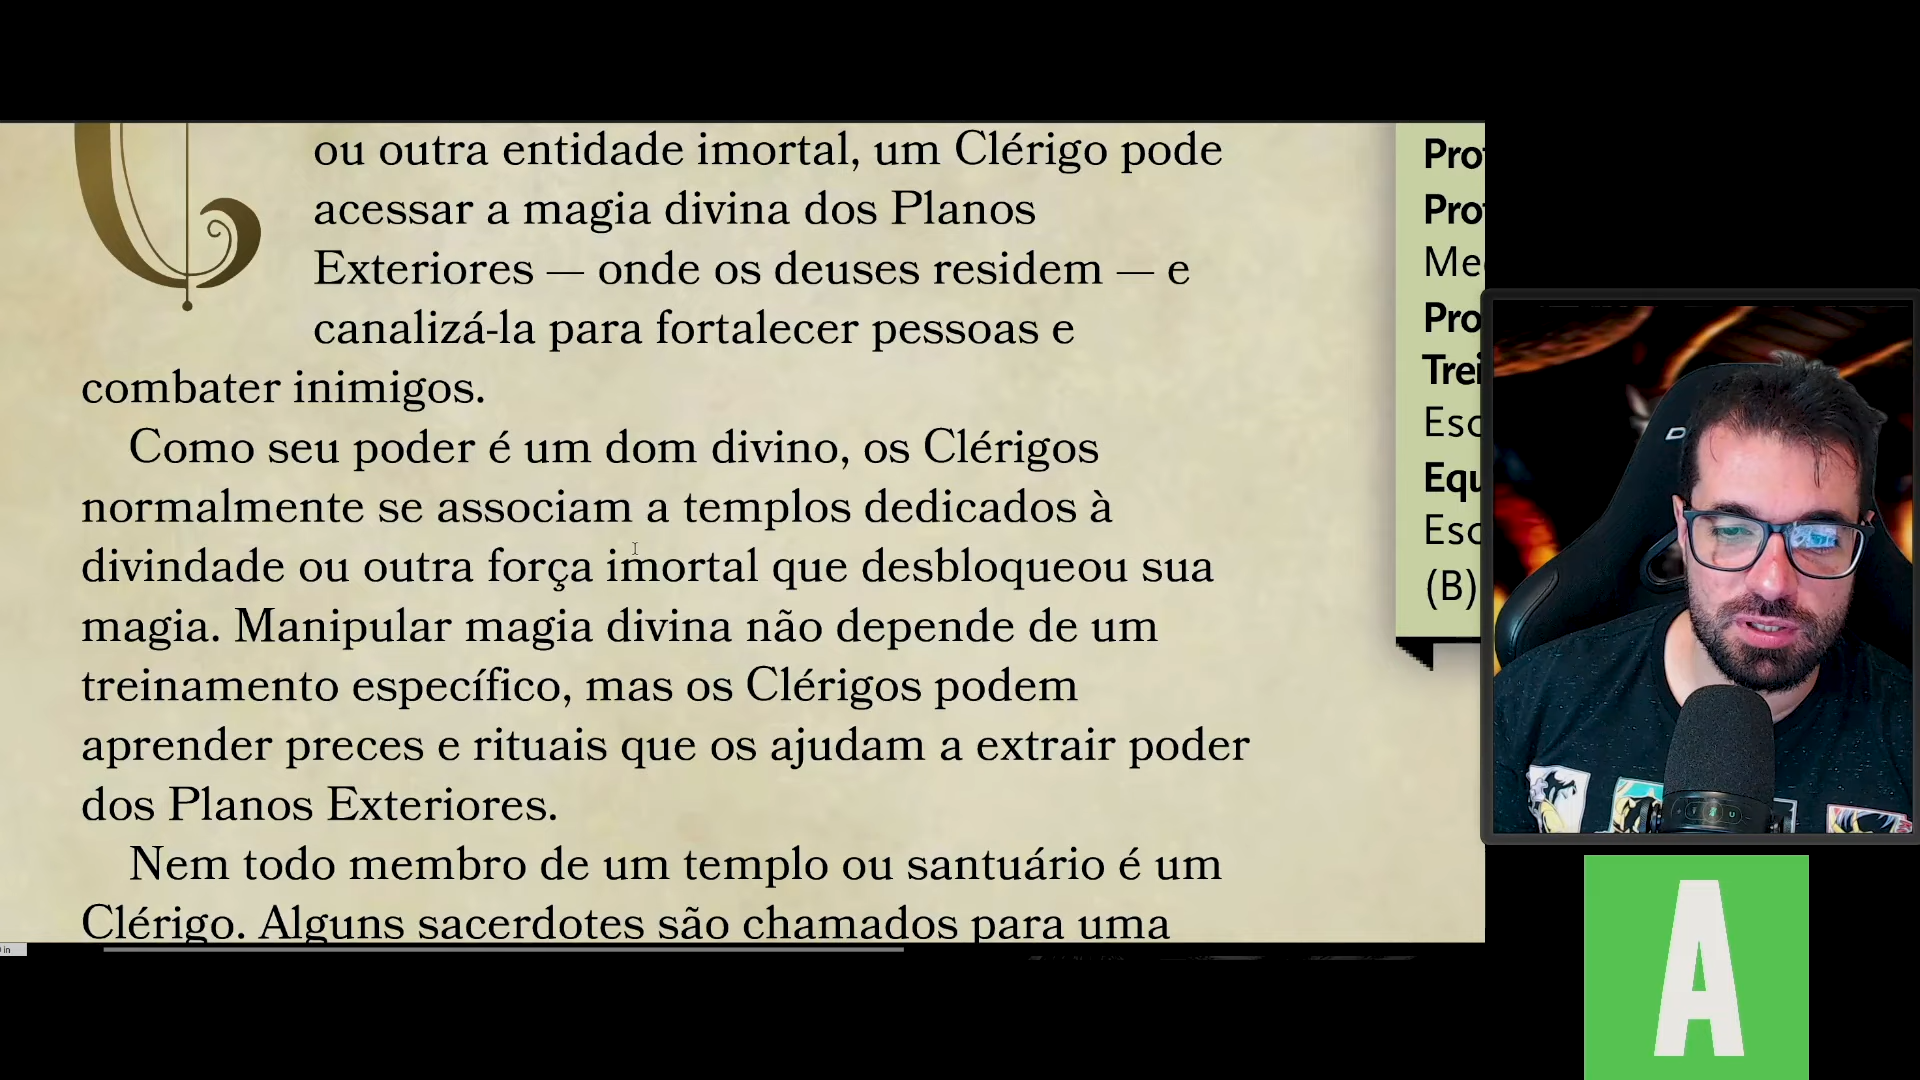 C
ou outra entidade imortal, um Clérigo pode
acessar a magia divina dos Planos
Exteriores — onde os deuses residem — e
canalizá-la para fortalecer pessoas e
combater inimigos.
Como seu poder é um dom divino, os Clérigos
normalmente se associam a templos dedicados à
divindade ou outra força imortal que desbloqueou sua
magia. Manipular magia divina não depende de um
treinamento específico, mas os Clérigos podem
aprender preces e rituais que os ajudam a extrair poder
dos Planos Exteriores.
Nem todo membro de um templo ou santuário é um
Clérigo. Alguns sacerdotes são chamados para uma
Pro
Me
Pro
Trei
Esc
Equ
Esc
(B)
A